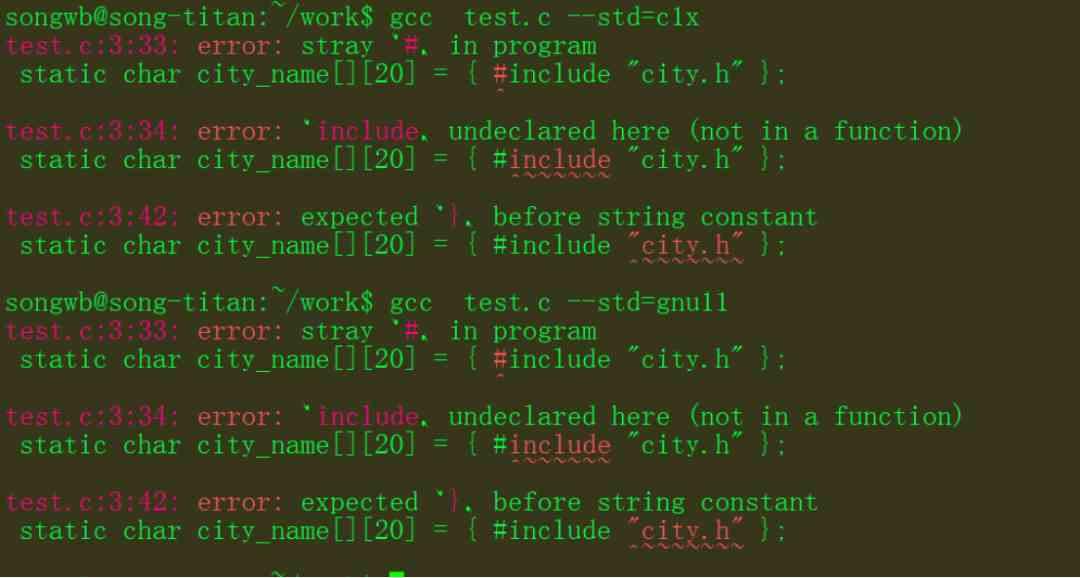 songwb@song-titan:~/work$ gcc  test.c --std=c1x
test.c:3:33: error: stray ‘#’ in program
 static char city_name[][20] = { #include "city.h" };
test.c:3:34: error: ‘include’ undeclared here (not in a function)
 static char city_name[][20] = { #include "city.h" };
test.c:3:42: error: expected ‘}’ before string constant
 static char city_name[][20] = { #include "city.h" };
songwb@song-titan:~/work$ gcc  test.c --std=gnu11
test.c:3:33: error: stray ‘#’ in program
 static char city_name[][20] = { #include "city.h" };
test.c:3:34: error: ‘include’ undeclared here (not in a function)
 static char city_name[][20] = { #include "city.h" };
test.c:3:42: error: expected ‘}’ before string constant
 static char city_name[][20] = { #include "city.h" };